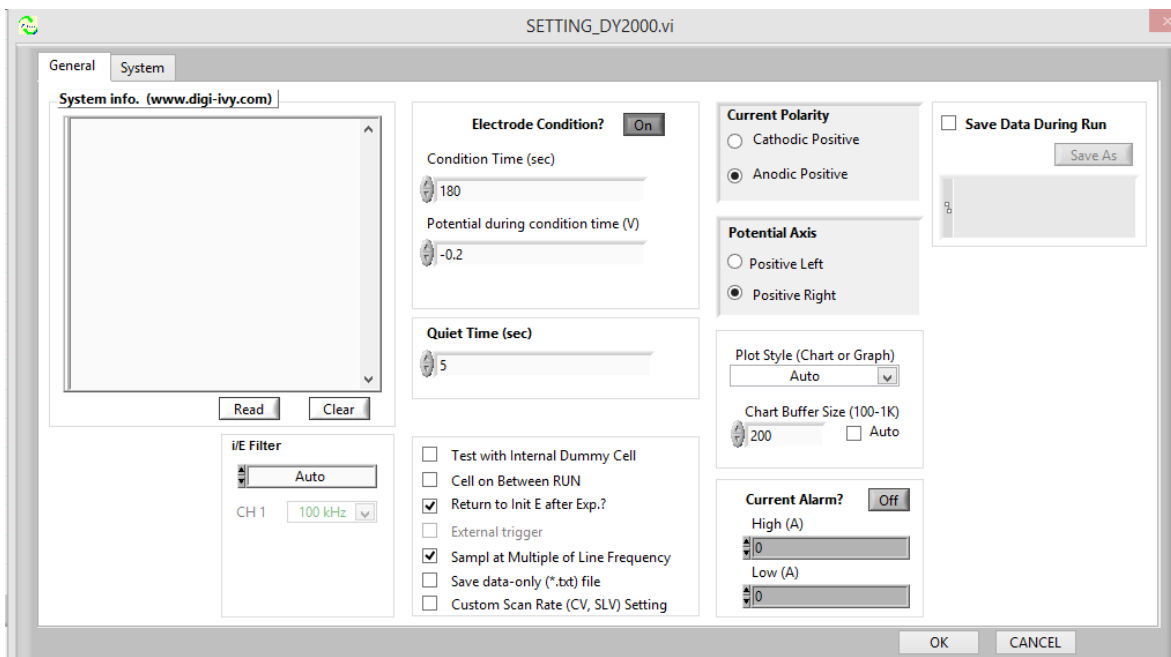 SETTING_DY2000.vi
General
System
System info. (www.digi-ivy.com)
Read
Clear
i/E Filter
Auto
CH 1
100 kHz
Electrode Condition?
On
Condition Time (sec)
180
Potential during condition time (V)
-0.2
Quiet Time (sec)
5
Test with Internal Dummy Cell
Cell on Between RUN
Return to Init E after Exp.?
External trigger
Sampl at Multiple of Line Frequency
Save data-only (*.txt) file
Custom Scan Rate (CV, SLV) Setting
Current Polarity
Cathodic Positive
Anodic Positive
Potential Axis
Positive Left
Positive Right
Plot Style (Chart or Graph)
Auto
Chart Buffer Size (100-1K)
200
Auto
Current Alarm?
Off
High (A)
0
Low (A)
0
Save Data During Run
Save As
OK
CANCEL